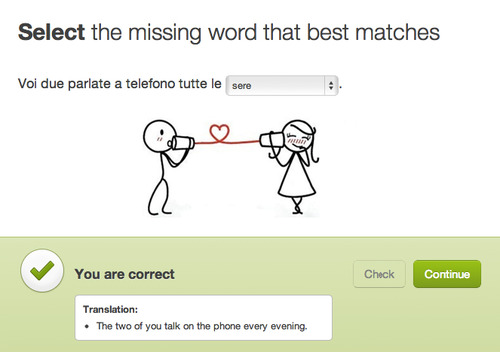 Select the missing word that best matches
Voi due parlate a telefono tutte le sere.
You are correct
Check
Continue
Translation:
• The two of you talk on the phone every evening.